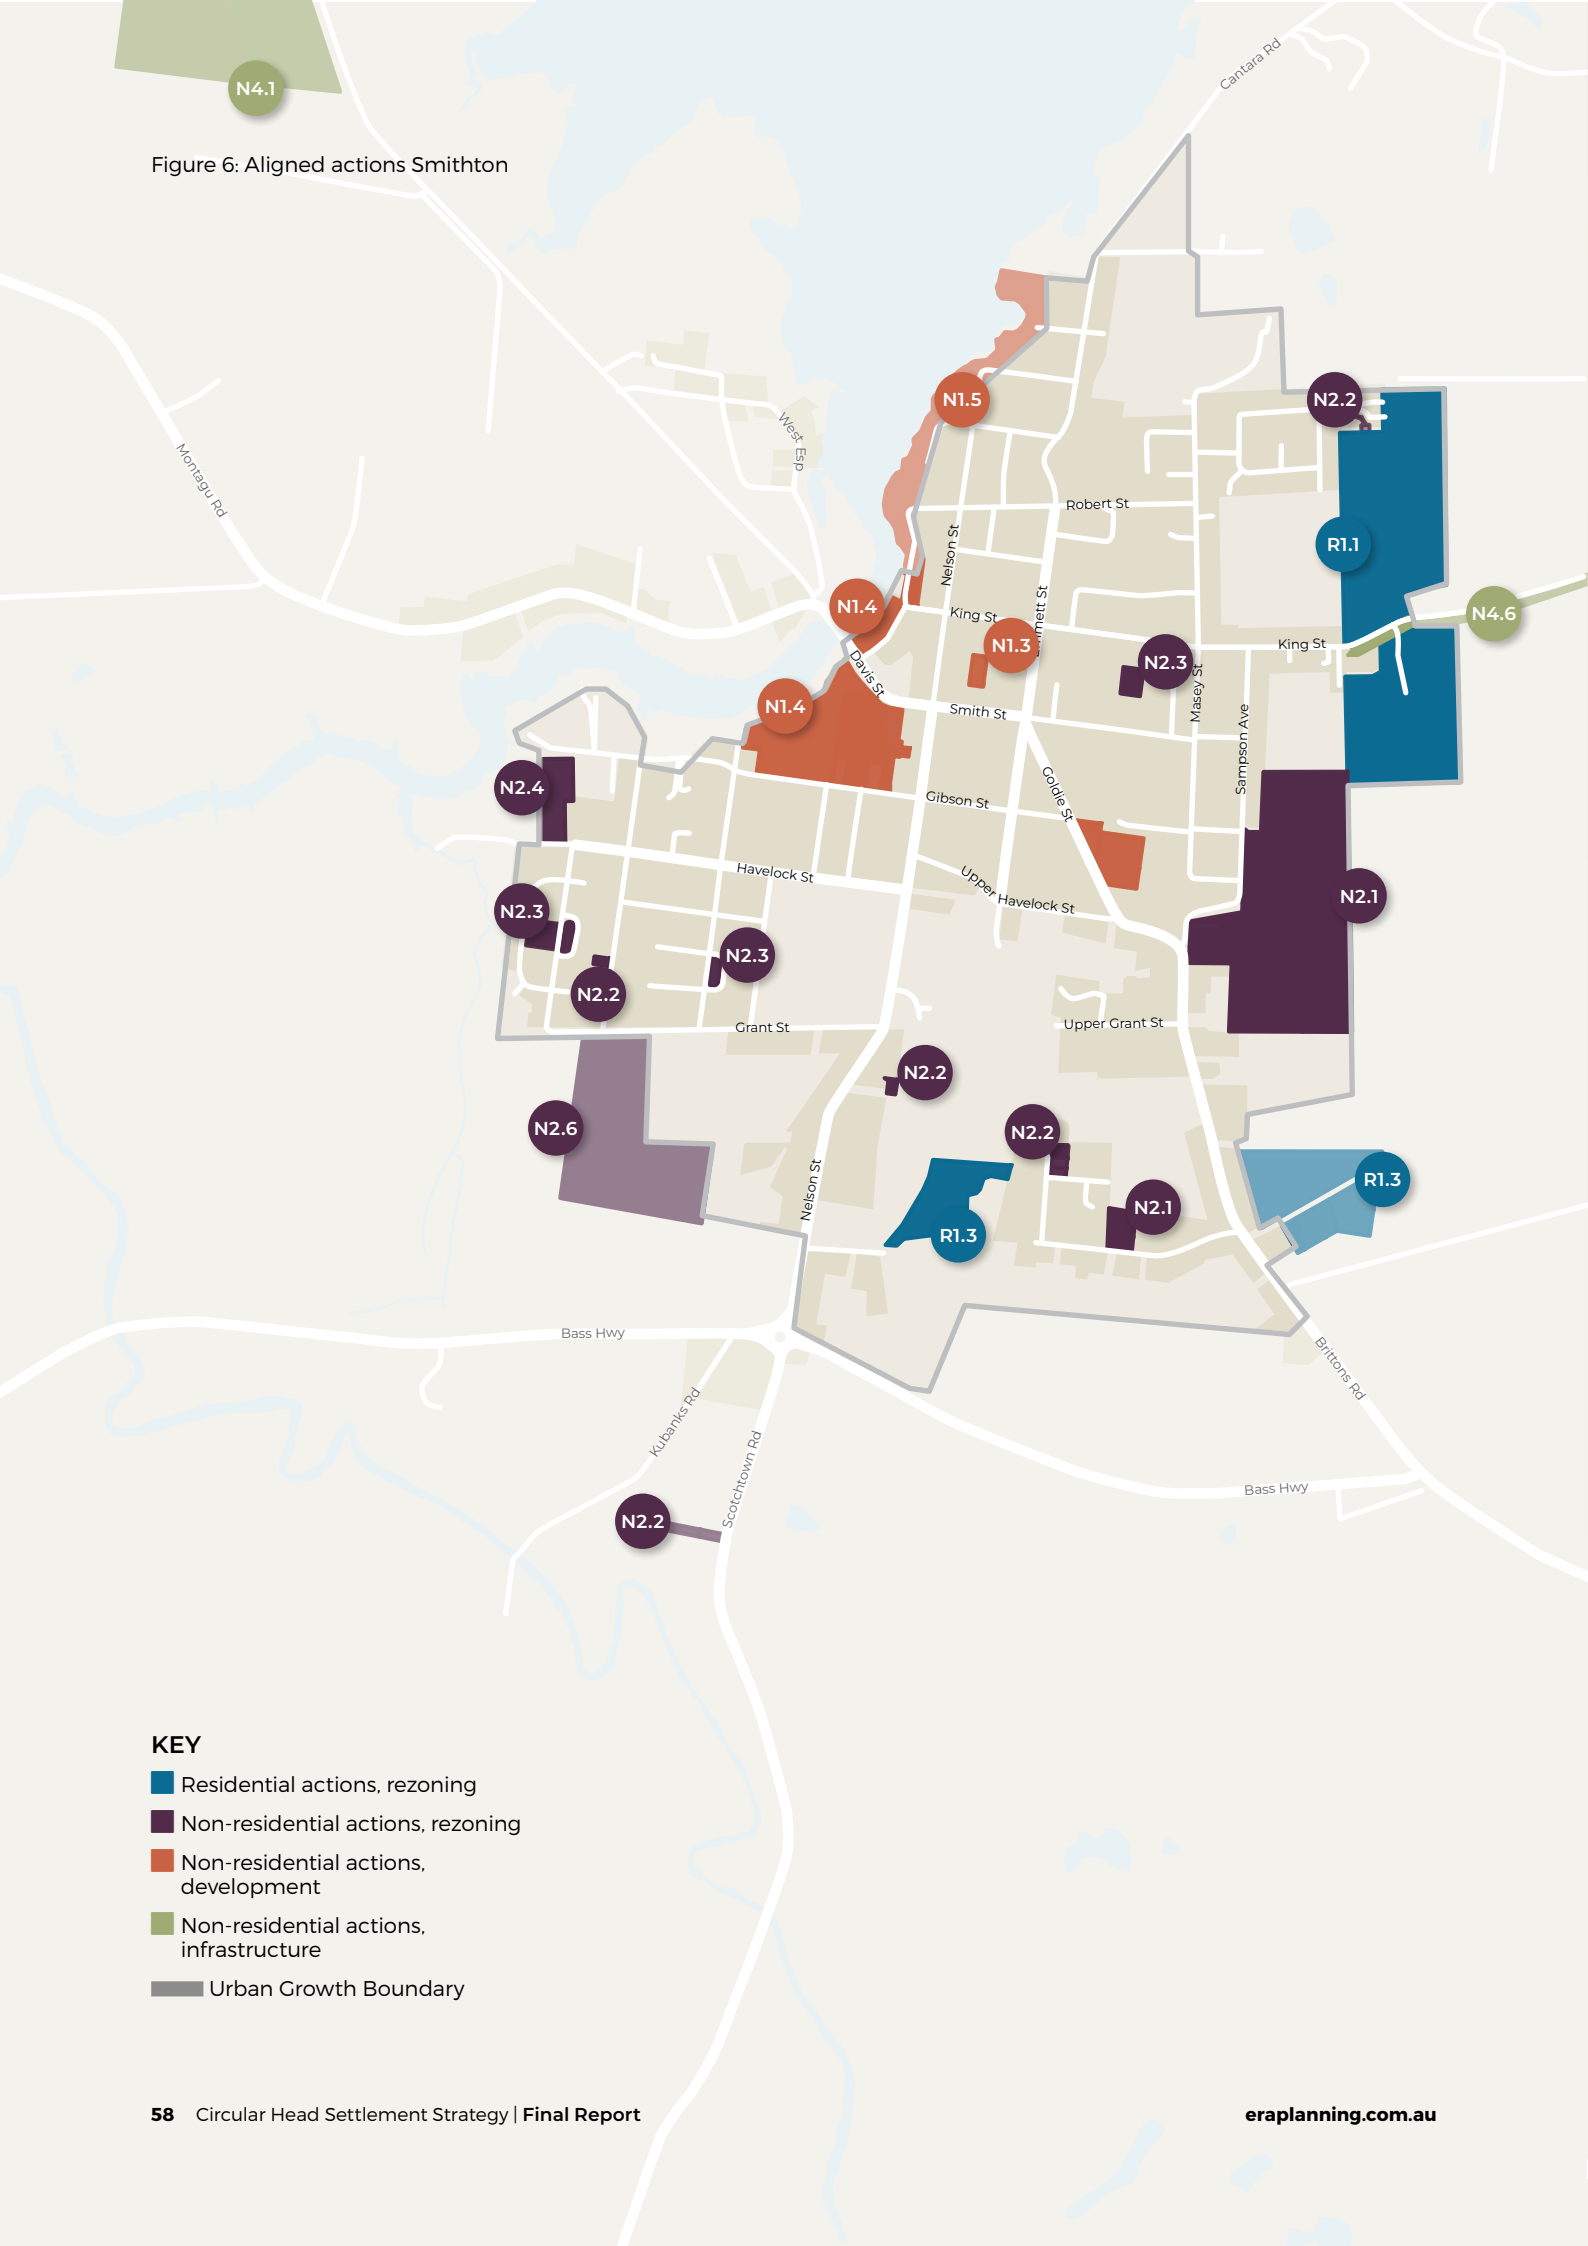 N4.1
Cantara Rd
Figure 6: Aligned actions Smithton
N1.5
N2.2
West Esp
Montagu Rd
Robert St
R1.1
Nelson St
N1.4
King St
N1.3
N2.3
King St
N4.6
Davis St
Masey St
N1.4
Smith St
Sampson Ave
N2.4
Goldie St
Gibson St
Havelock St
Upper Havelock St
N2.1
N2.3
N2.3
N2.2
Grant St
Upper Grant St
N2.2
N2.6
N2.2
Nelson St
R1.3
N2.1
R1.3
Bass Hwy
Brittons Rd
Kubanks Rd
Scotchtown Rd
Bass Hwy
N2.2
KEY
Residential actions, rezoning
Non-residential actions, rezoning
Non-residential actions,
development
Non-residential actions,
infrastructure
Urban Growth Boundary
58 Circular Head Settlement Strategy | Final Report
eraplanning.com.au